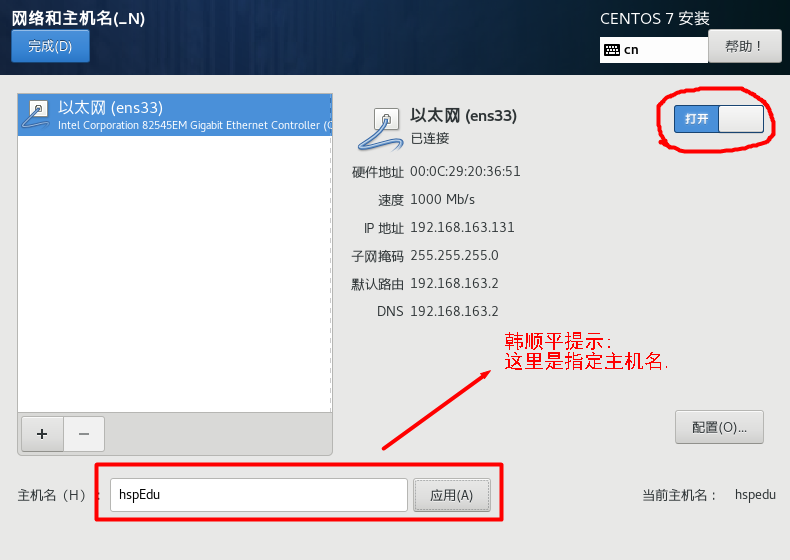 网络和主机名(_N)
CENTOS 7 安装
完成(D)
cn
帮助！
以太网 (ens33)
Intel Corporation 82545EM Gigabit Ethernet Controller (C
以太网 (ens33)
已连接
打开
硬件地址 00:0C:29:20:36:51
速度 1000 Mb/s
IP 地址 192.168.163.131
子网掩码 255.255.255.0
默认路由 192.168.163.2
DNS 192.168.163.2
韩顺平提示:
这里是指定主机名.
+ −
配置(O)...
主机名（H）： hspEdu 应用(A) 当前主机名： hspedu